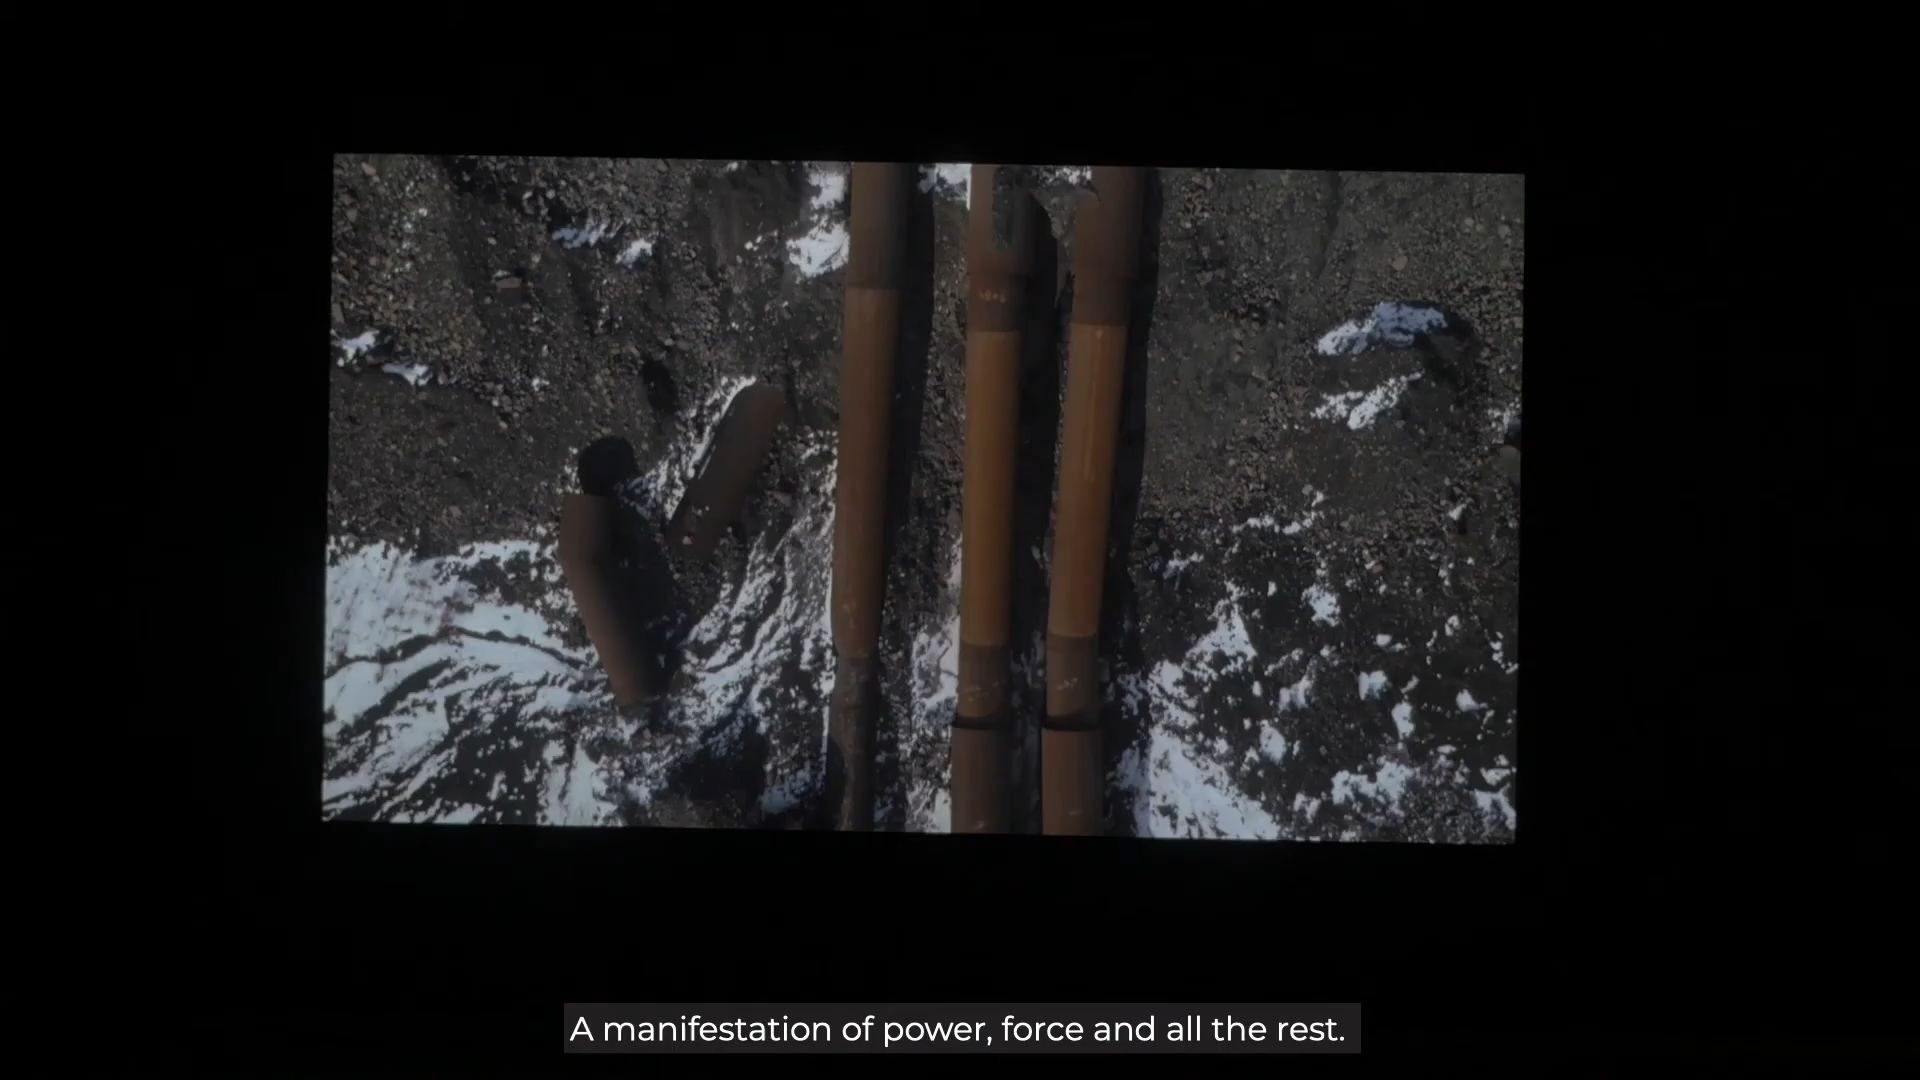 A manifestation of power, force and all the rest.